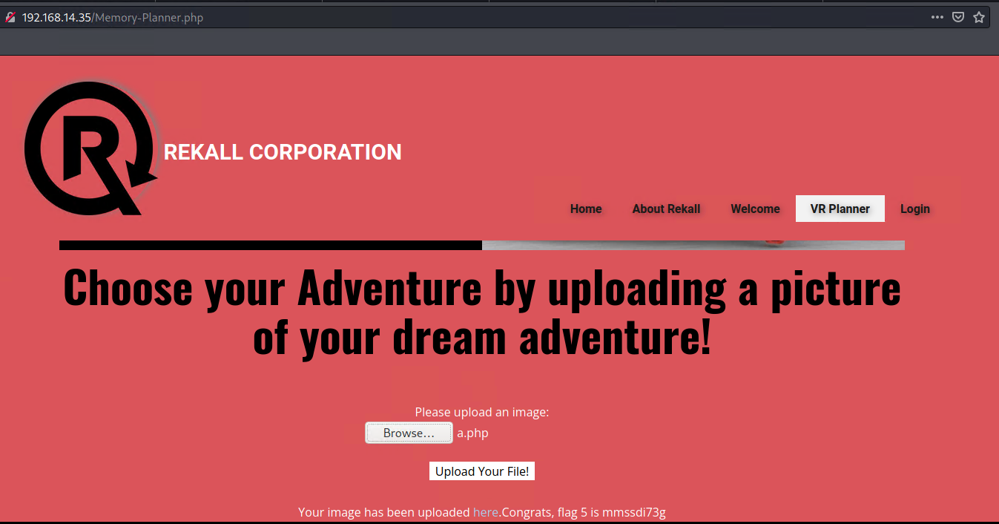 192.168.14.35/Memory-Planner.php
R
REKALL CORPORATION
Home About Rekall Welcome VR Planner Login
Choose your Adventure by uploading a picture
of your dream adventure!
Please upload an image:
Browse... a.php
Upload Your File!
Your image has been uploaded here.Congrats, flag 5 is mmssdi73g